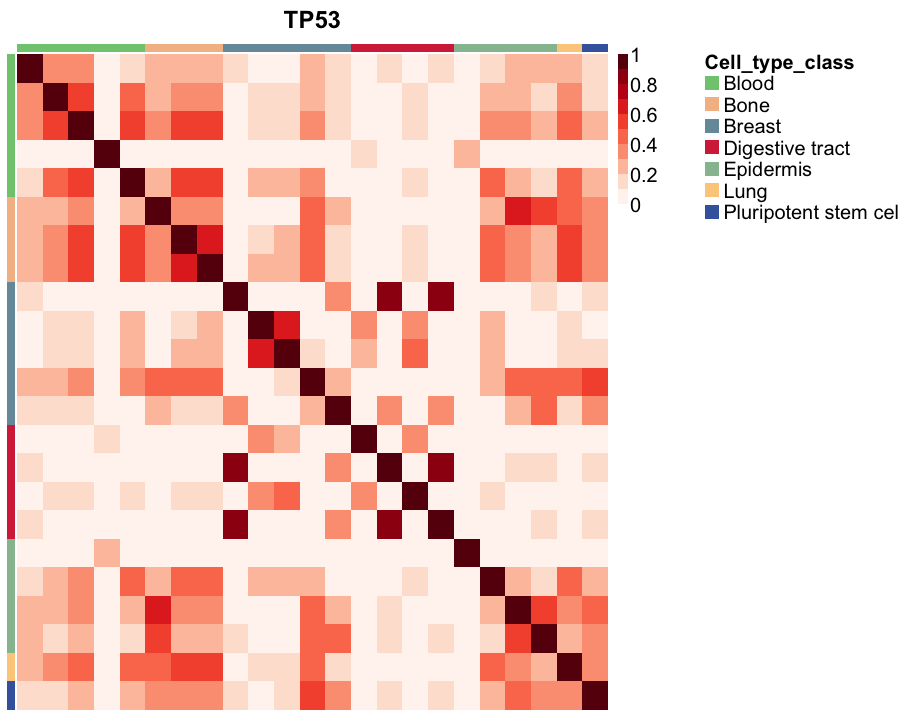 TP53
1
0.8
0.6
0.4
0.2
0
Cell_type_class
Blood
Bone
Breast
Digestive tract
Epidermis
Lung
Pluripotent stem cel